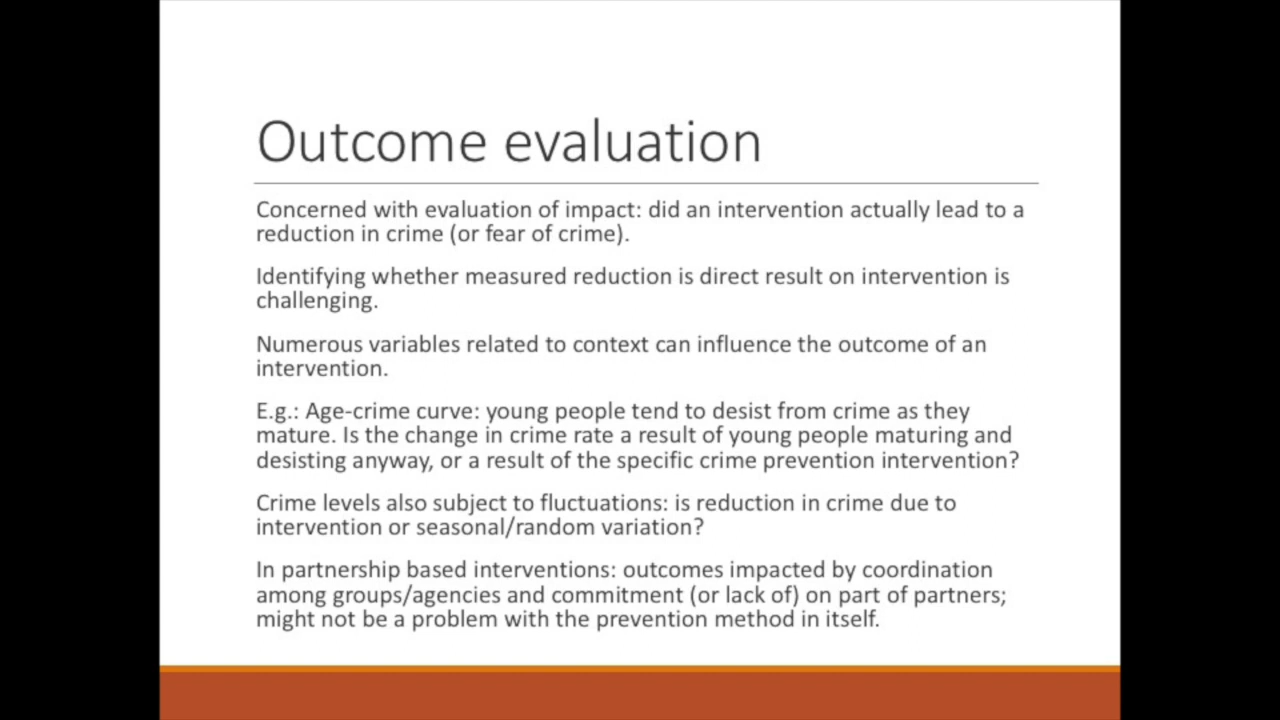 Outcome evaluation
Concerned with evaluation of impact: did an intervention actually lead to a
reduction in crime (or fear of crime).
Identifying whether measured reduction is direct result on intervention is
challenging.
Numerous variables related to context can influence the outcome of an
intervention.
E.g.: Age-crime curve: young people tend to desist from crime as they
mature. Is the change in crime rate a result of young people maturing and
desisting anyway, or a result of the specific crime prevention intervention?
Crime levels also subject to fluctuations: is reduction in crime due to
intervention or seasonal/random variation?
In partnership based interventions: outcomes impacted by coordination
among groups/agencies and commitment (or lack of) on part of partners;
might not be a problem with the prevention method in itself.